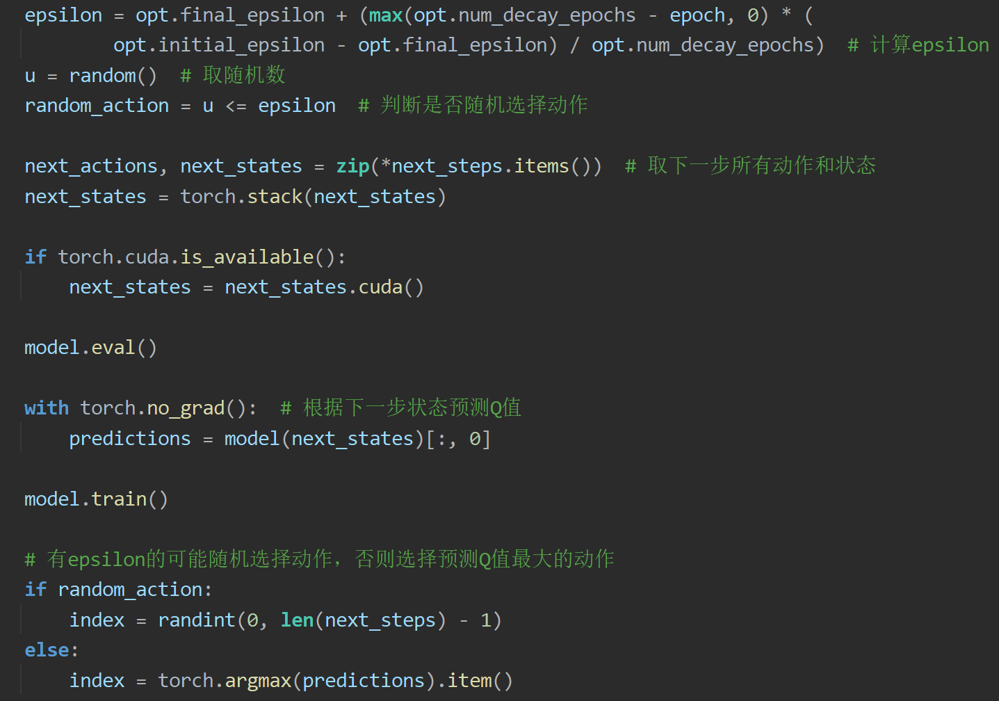 epsilon = opt.final_epsilon + (max(opt.num_decay_epochs - epoch, 0) * (
        opt.initial_epsilon - opt.final_epsilon) / opt.num_decay_epochs)  # 计算epsilon
u = random()  # 取随机数
random_action = u <= epsilon  # 判断是否随机选择动作
next_actions, next_states = zip(*next_steps.items())  # 取下一步所有动作和状态
next_states = torch.stack(next_states)
if torch.cuda.is_available():
    next_states = next_states.cuda()
model.eval()
with torch.no_grad():  # 根据下一步状态预测Q值
    predictions = model(next_states)[:, 0]
model.train()
# 有epsilon的可能随机选择动作，否则选择预测Q值最大的动作
if random_action:
    index = randint(0, len(next_steps) - 1)
else:
    index = torch.argmax(predictions).item()